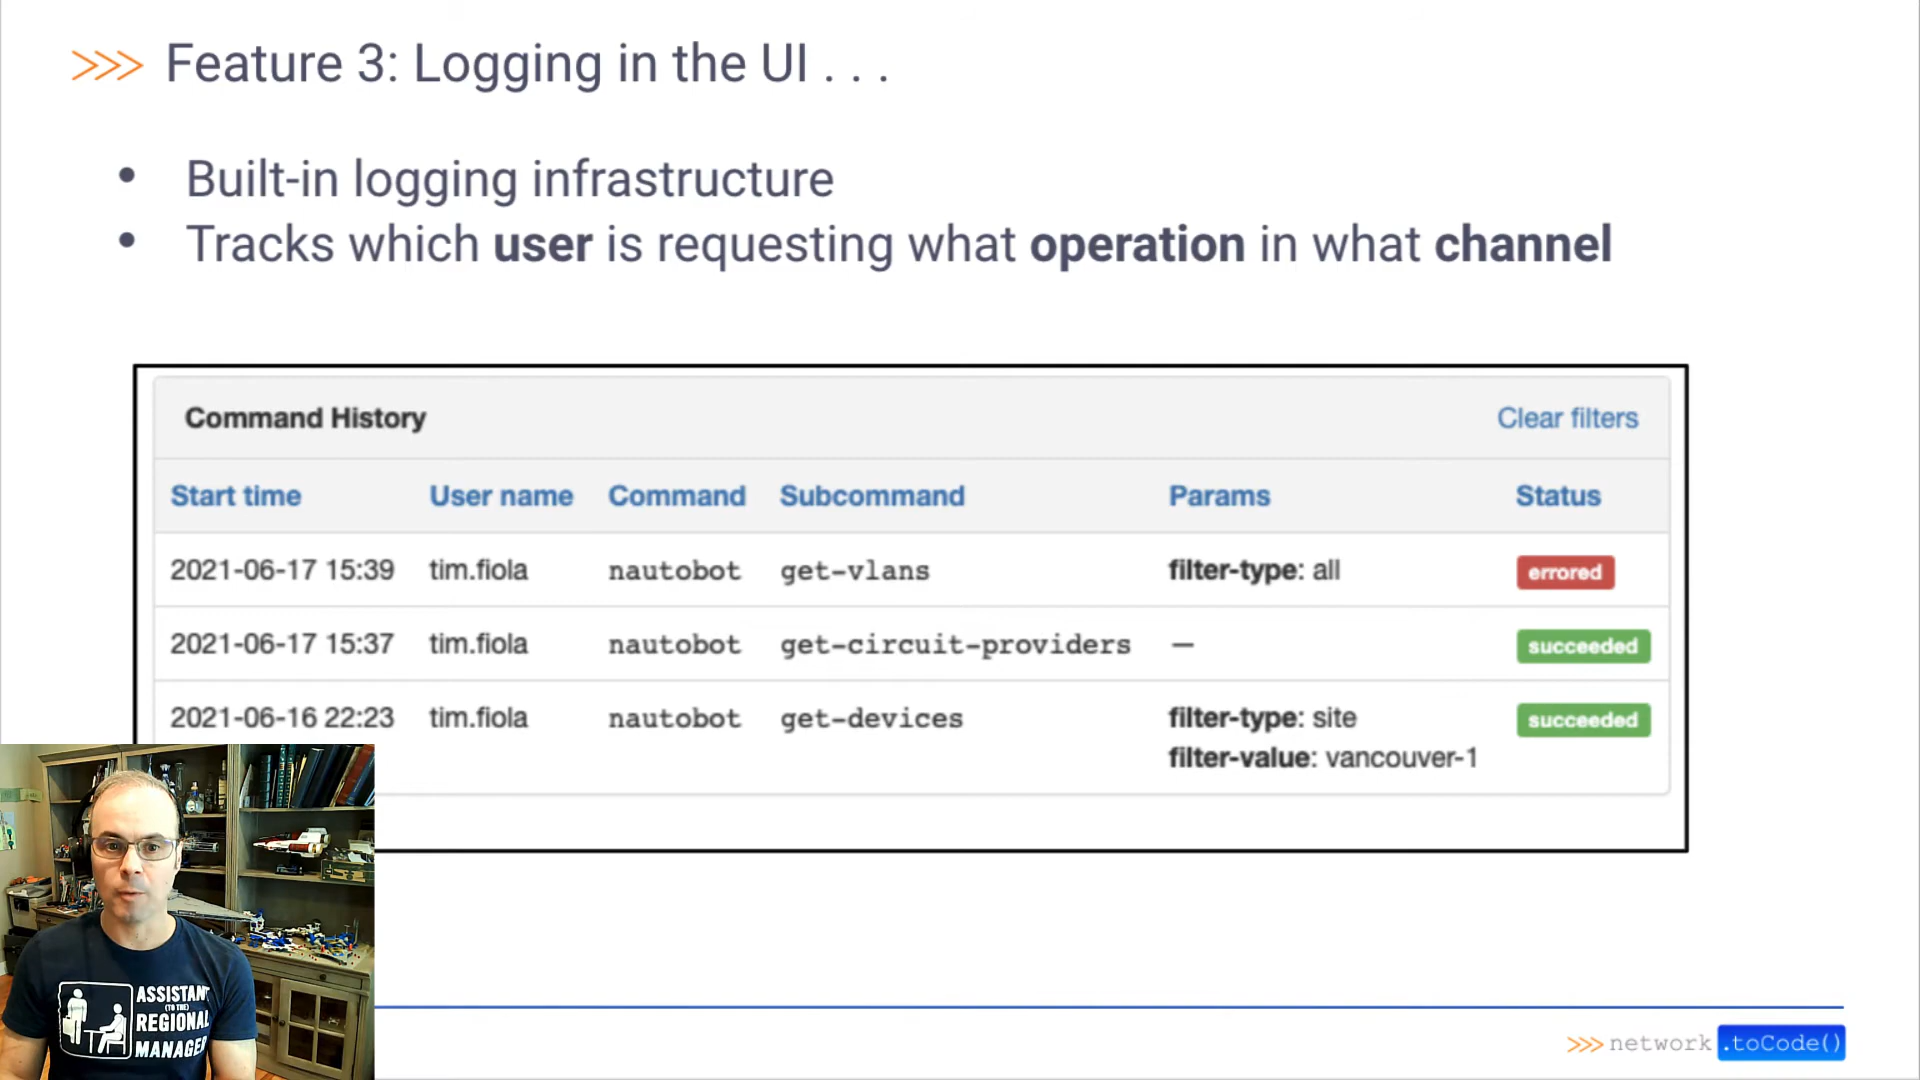 >>> Feature 3: Logging in the UI . . .
• Built-in logging infrastructure
• Tracks which user is requesting what operation in what channel
Command History Clear filters
Start time User name Command Subcommand Params Status
2021-06-17 15:39 tim.fiola nautobot get-vlans filter-type: all errored
2021-06-17 15:37 tim.fiola nautobot get-circuit-providers — succeeded
2021-06-16 22:23 tim.fiola nautobot get-devices filter-type: site succeeded
filter-value: vancouver-1
ASSISTANT
(TO THE)
REGIONAL
MANAGER
>>> network .toCode()